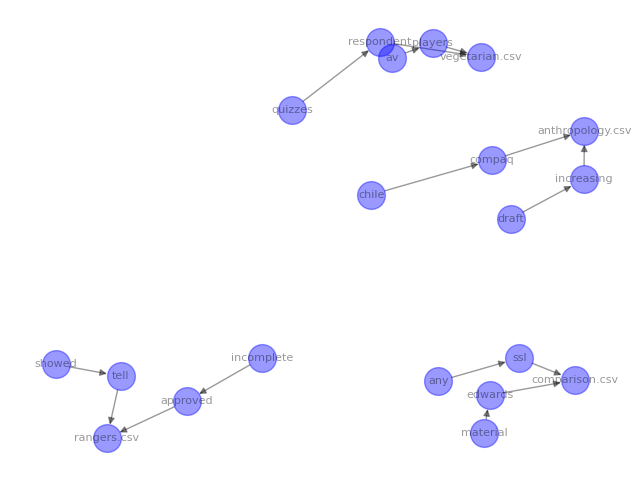 respondent
players
av
vegetarian.csv
quizzes
anthropology.csv
compaq
increasing
chile
draft
showed
tell
incomplete
approved
rangers.csv
ssl
any
comparison.csv
edwards
material